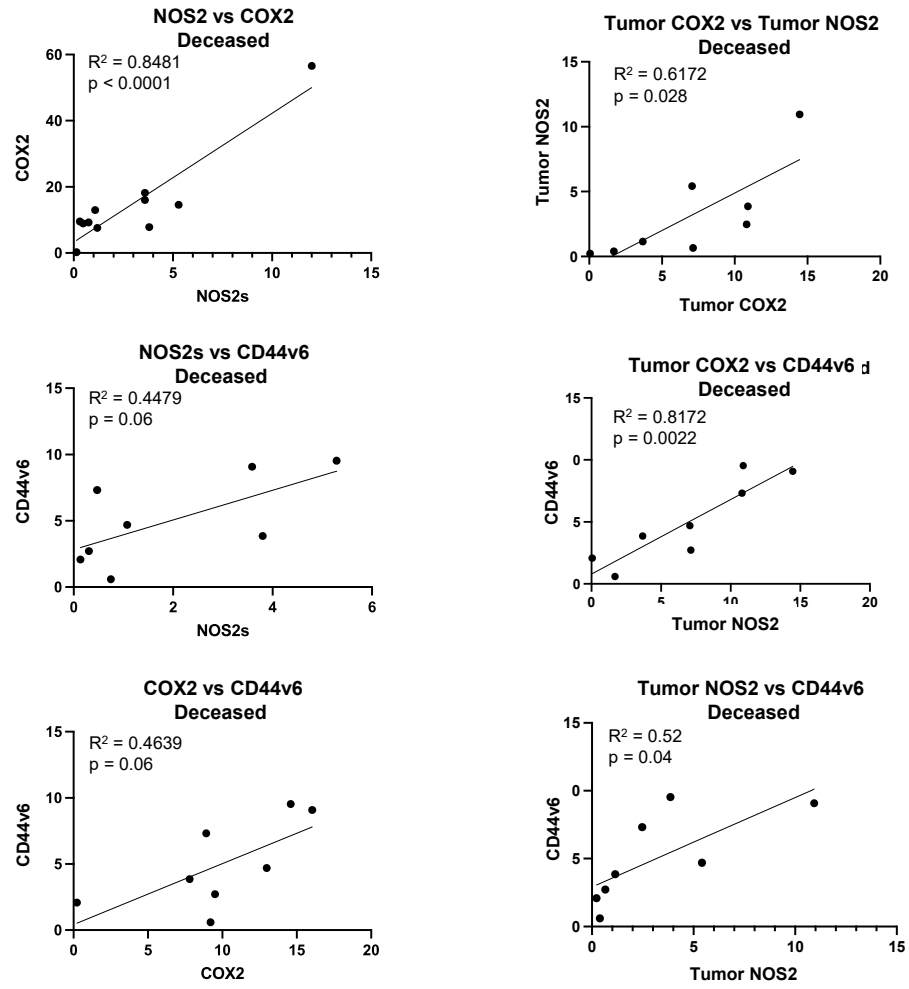 NOS2 vs COX2
Deceased
R² = 0.8481
p < 0.0001
60
40
20
0
COX2
0
5
10
15
NOS2s
Tumor COX2 vs Tumor NOS2
Deceased
R² = 0.6172
p = 0.028
15
10
5
0
Tumor NOS2
0
5
10
15
20
Tumor COX2
NOS2s vs CD44v6
Deceased
R² = 0.4479
p = 0.06
15
10
5
0
CD44v6
0
2
4
6
NOS2s
Tumor COX2 vs CD44v6 d
Deceased
R² = 0.8172
p = 0.0022
15
0
5
0
CD44v6
0
10
15
20
Tumor NOS2
COX2 vs CD44v6
Deceased
R² = 0.4639
p = 0.06
15
10
5
0
CD44v6
0
5
10
15
20
COX2
Tumor NOS2 vs CD44v6
Deceased
R² = 0.52
p = 0.04
15
0
5
0
CD44v6
0
5
10
15
Tumor NOS2